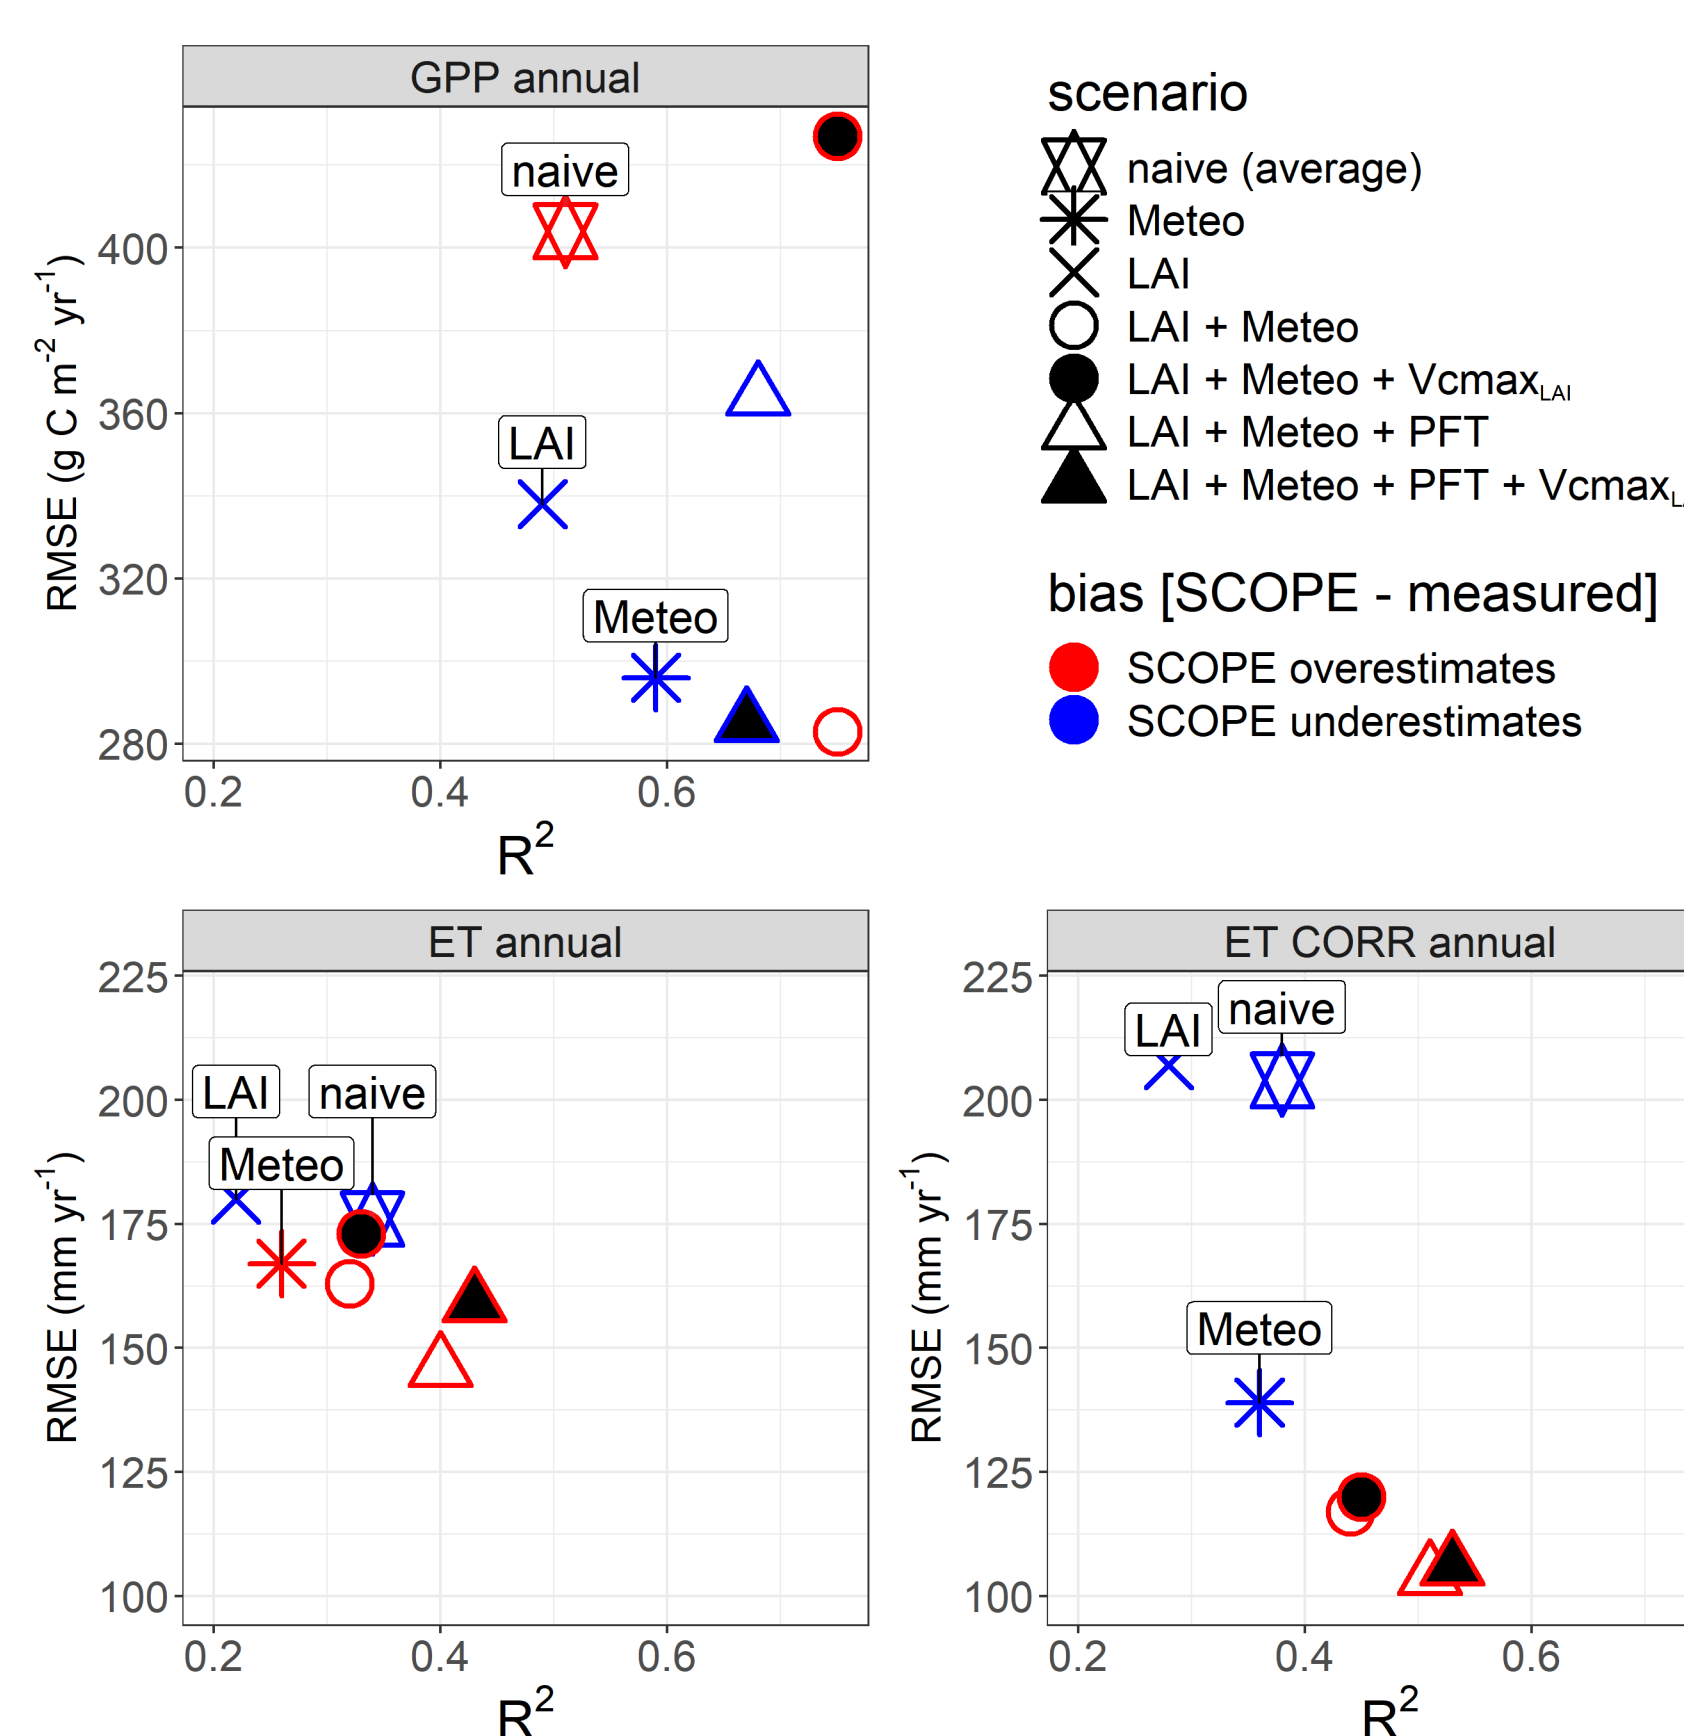 GPP annual
naive
LAI
Meteo
400
360
320
280
RMSE (g C m⁻² yr⁻¹)
0.2 0.4 0.6
R²
scenario
naive (average)
Meteo
LAI
LAI + Meteo
LAI + Meteo + Vcmax_LAI
LAI + Meteo + PFT
LAI + Meteo + PFT + Vcmax
bias [SCOPE - measured]
SCOPE overestimates
SCOPE underestimates
ET annual
LAI
naive
Meteo
225
200
175
150
125
100
RMSE (mm yr⁻¹)
0.2 0.4 0.6
R²
ET CORR annual
naive
LAI
Meteo
225
200
175
150
125
100
RMSE (mm yr⁻¹)
0.2 0.4 0.6
R²